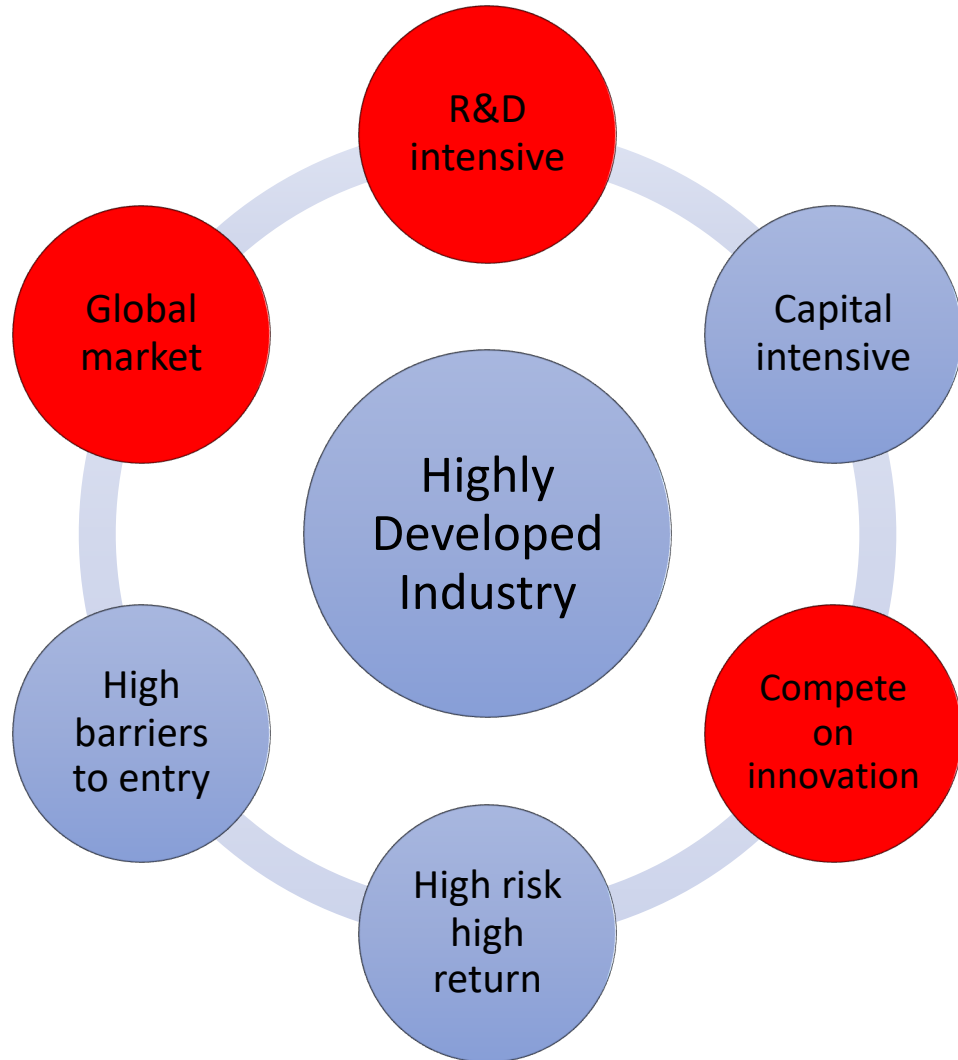 R&D
intensive
Global
market
Capital
intensive
Highly
Developed
Industry
High
barriers
to entry
Compete
on
innovation
High risk
high
return